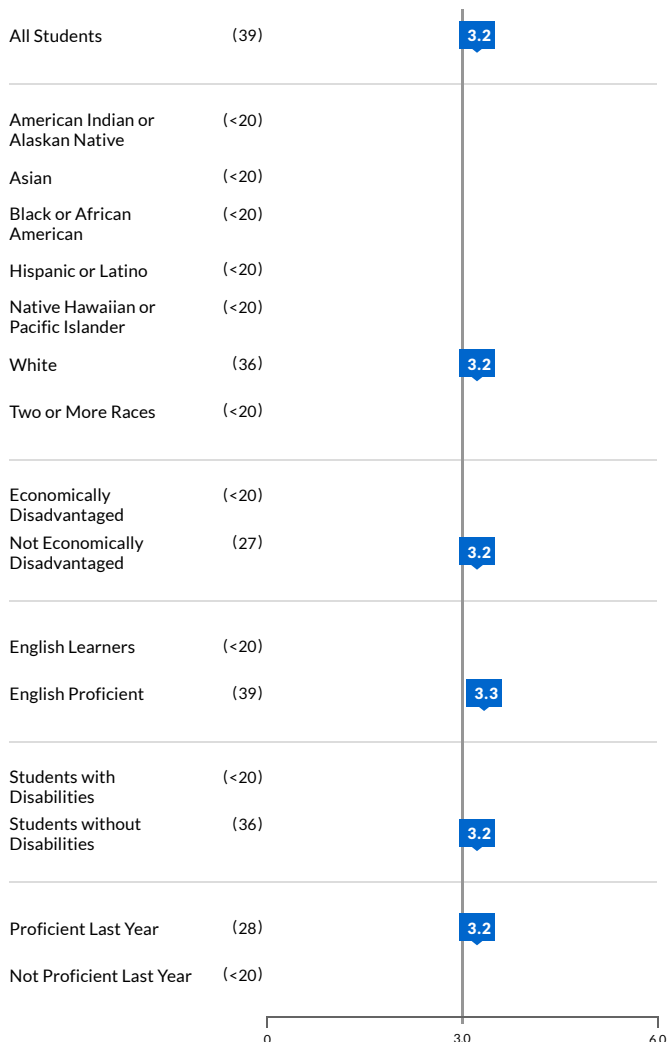 All Students (39) 3.2
American Indian or (<20)
Alaskan Native
Asian (<20)
Black or African (<20)
American
Hispanic or Latino (<20)
Native Hawaiian or (<20)
Pacific Islander
White (36) 3.2
Two or More Races (<20)
Economically (<20)
Disadvantaged
Not Economically (27) 3.2
Disadvantaged
English Learners (<20)
English Proficient (39) 3.3
Students with (<20)
Disabilities
Students without (36) 3.2
Disabilities
Proficient Last Year (28) 3.2
Not Proficient Last Year (<20)
0 3.0 6.0